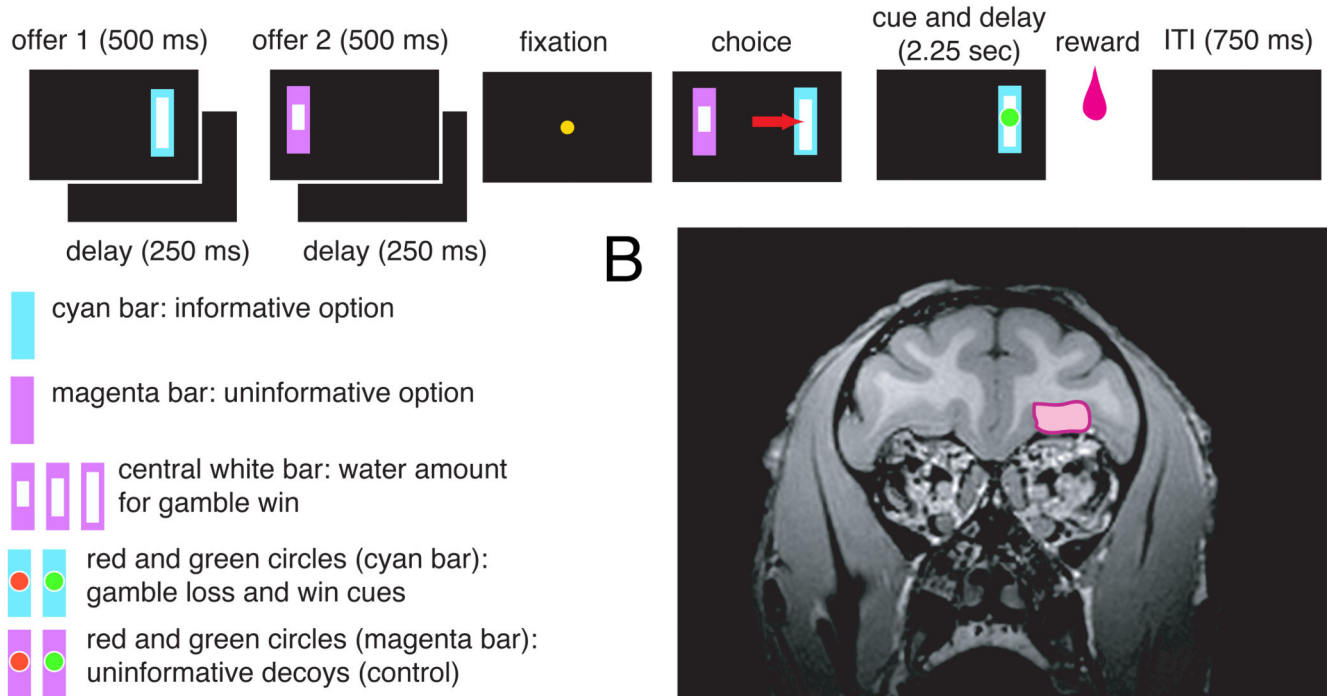 offer 1 (500 ms)
offer 2 (500 ms)
fixation
choice
cue and delay
(2.25 sec)
reward
ITI (750 ms)
delay (250 ms)
delay (250 ms)
B
cyan bar: informative option
magenta bar: uninformative option
central white bar: water amount
for gamble win
red and green circles (cyan bar):
gamble loss and win cues
red and green circles (magenta bar):
uninformative decoys (control)